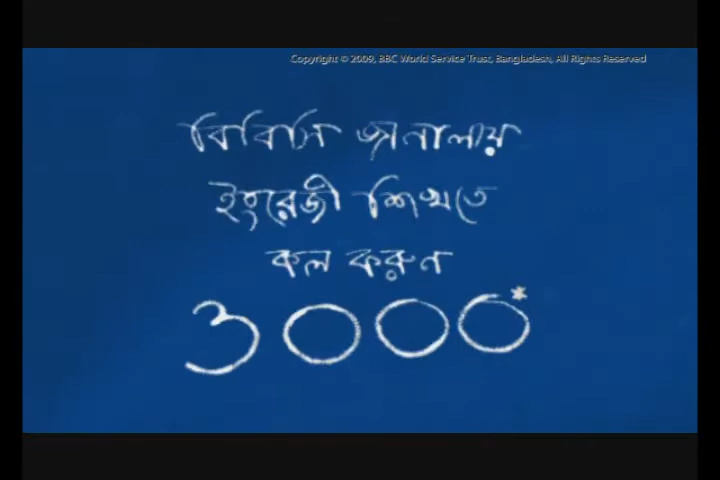 Copyright © 2009, BBC World Service Trust, Bangladesh, All Rights Reserved
বিবিসি জানালায়
ইংরেজী শিখতে
কল করুন
3000*